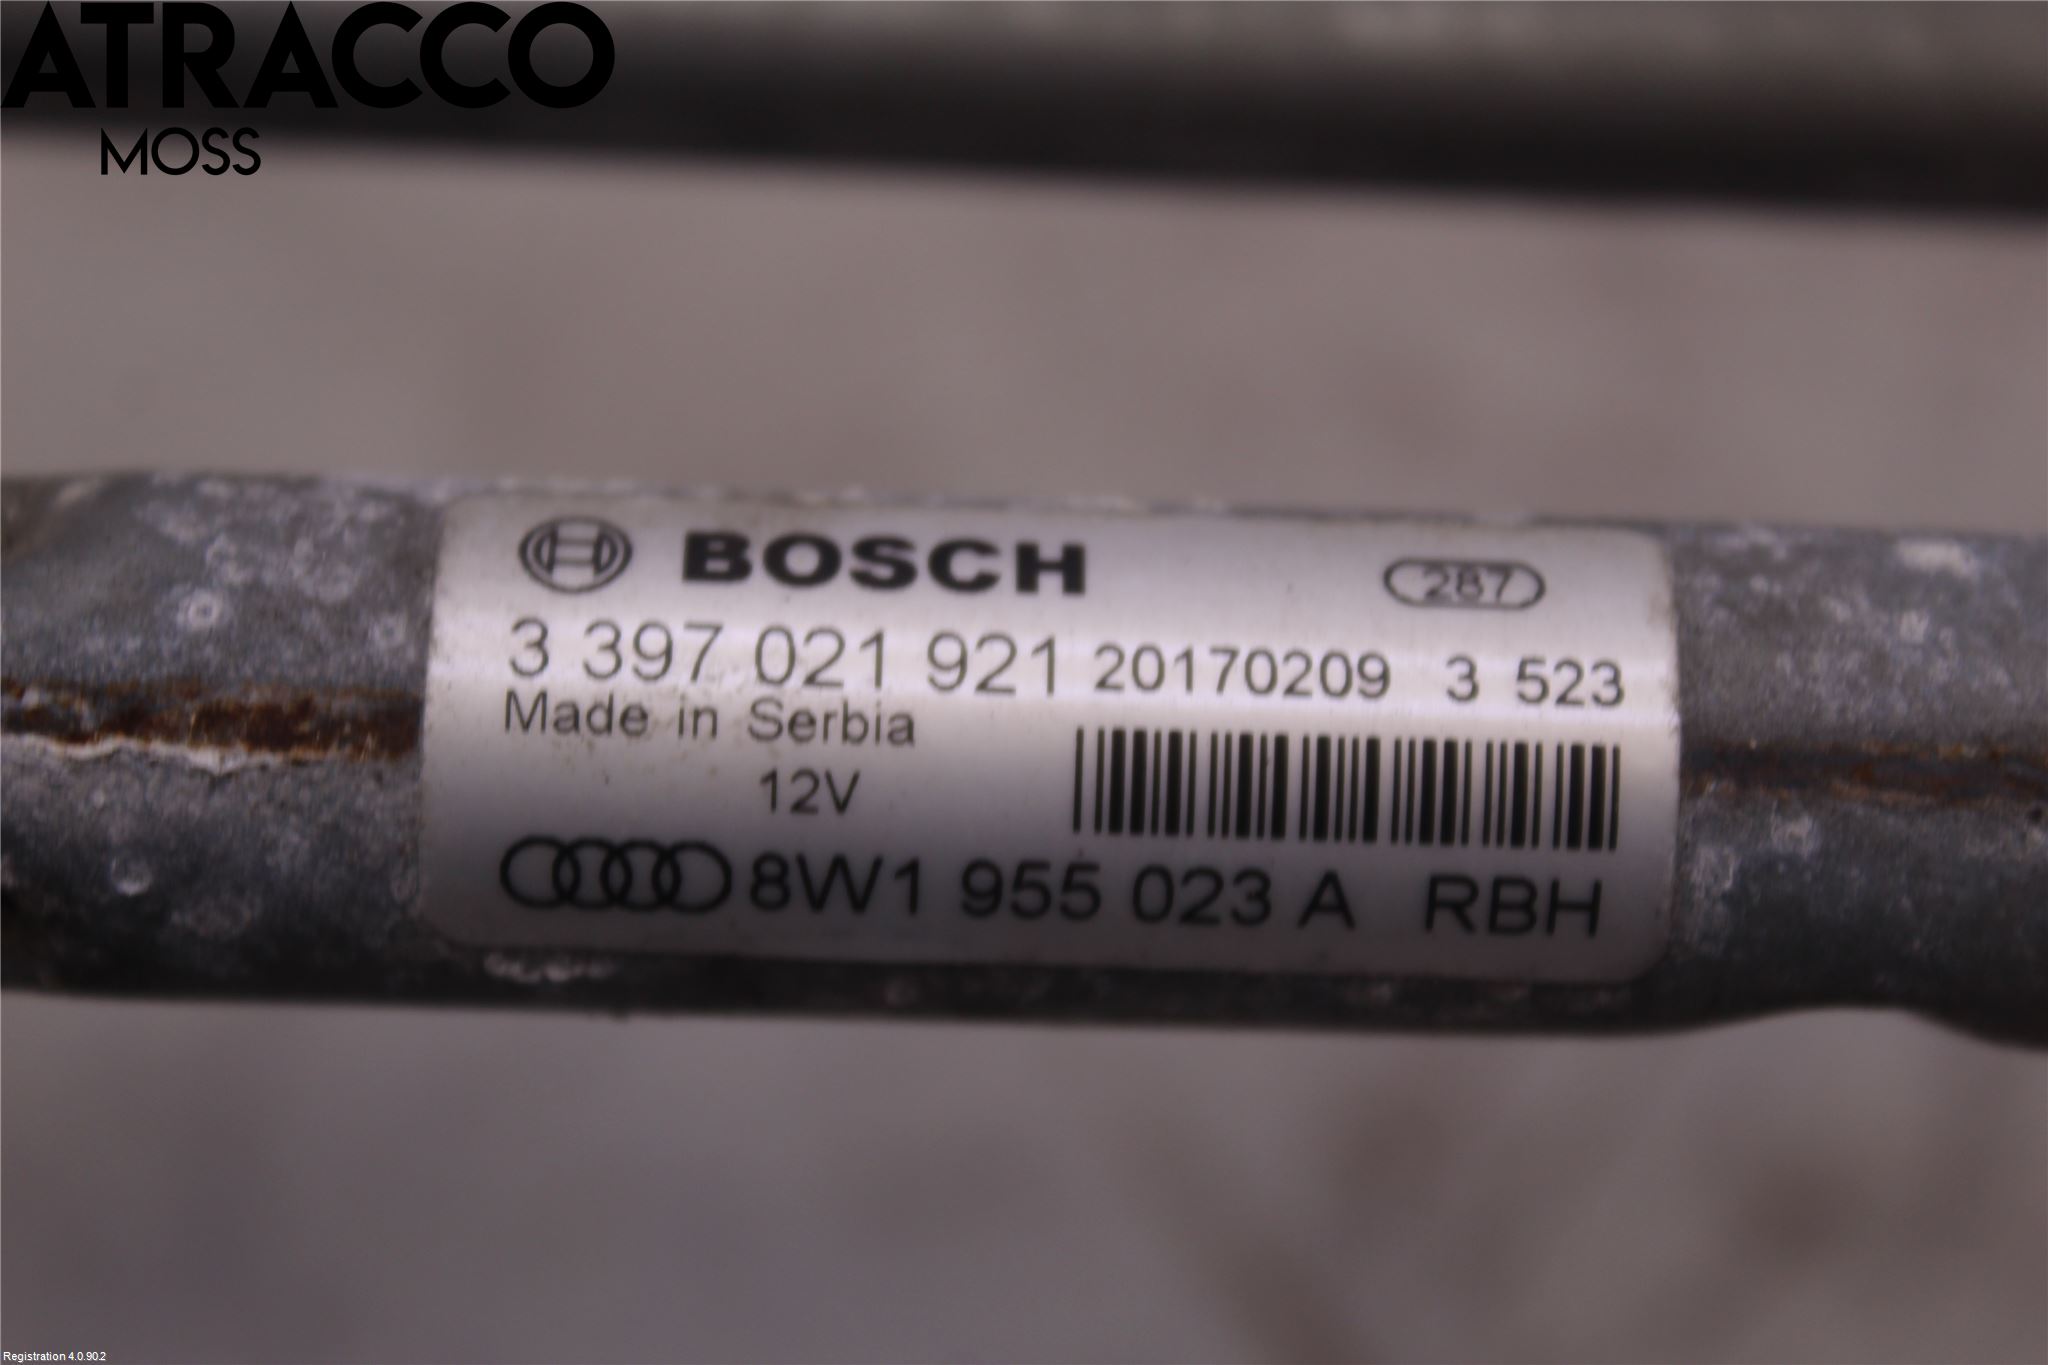 ATRACCO
MOSS
BOSCH 287
3 397 021 921 20170209 3 523
Made in Serbia
12V
8W1 955 023 A RBH
Registration 4.0.90.2